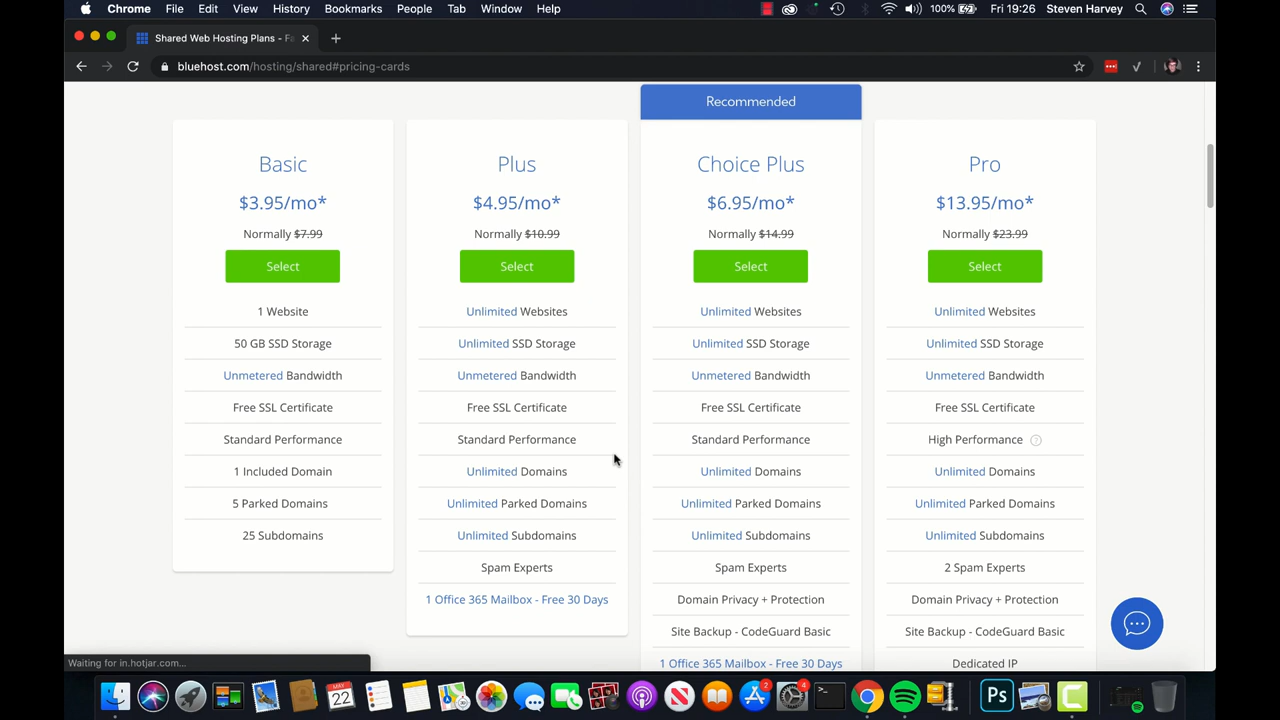 Chrome File Edit View History Bookmarks People Tab Window Help 100% Fri 19:26 Steven Harvey
Shared Web Hosting Plans - Fa
bluehost.com/hosting/shared#pricing-cards
Recommended
Basic
$3.95/mo*
Normally $7.99
Select
1 Website
50 GB SSD Storage
Unmetered Bandwidth
Free SSL Certificate
Standard Performance
1 Included Domain
5 Parked Domains
25 Subdomains
Plus
$4.95/mo*
Normally $10.99
Select
Unlimited Websites
Unlimited SSD Storage
Unmetered Bandwidth
Free SSL Certificate
Standard Performance
Unlimited Domains
Unlimited Parked Domains
Unlimited Subdomains
Spam Experts
1 Office 365 Mailbox - Free 30 Days
Choice Plus
$6.95/mo*
Normally $14.99
Select
Unlimited Websites
Unlimited SSD Storage
Unmetered Bandwidth
Free SSL Certificate
Standard Performance
Unlimited Domains
Unlimited Parked Domains
Unlimited Subdomains
Spam Experts
Domain Privacy + Protection
Site Backup - CodeGuard Basic
1 Office 365 Mailbox - Free 30 Days
Pro
$13.95/mo*
Normally $23.99
Select
Unlimited Websites
Unlimited SSD Storage
Unmetered Bandwidth
Free SSL Certificate
High Performance ?
Unlimited Domains
Unlimited Parked Domains
Unlimited Subdomains
2 Spam Experts
Domain Privacy + Protection
Site Backup - CodeGuard Basic
Dedicated IP
Waiting for in.hotjar.com...
MAY
22
2
4
Ps